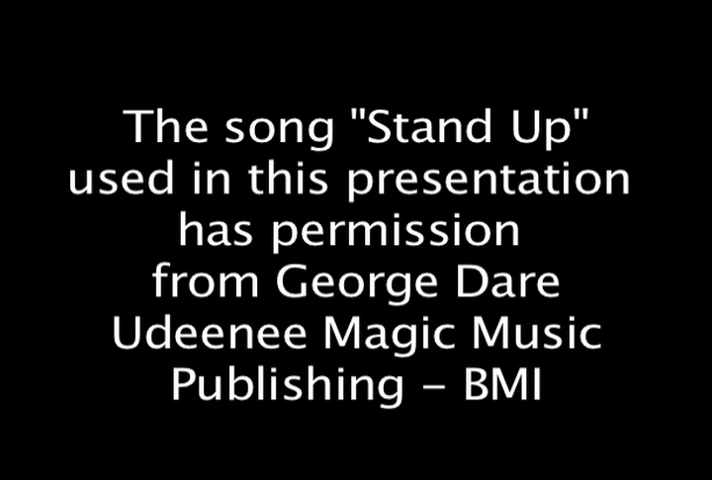 The song "Stand Up"
used in this presentation
has permission
from George Dare
Udeenee Magic Music
Publishing – BMI